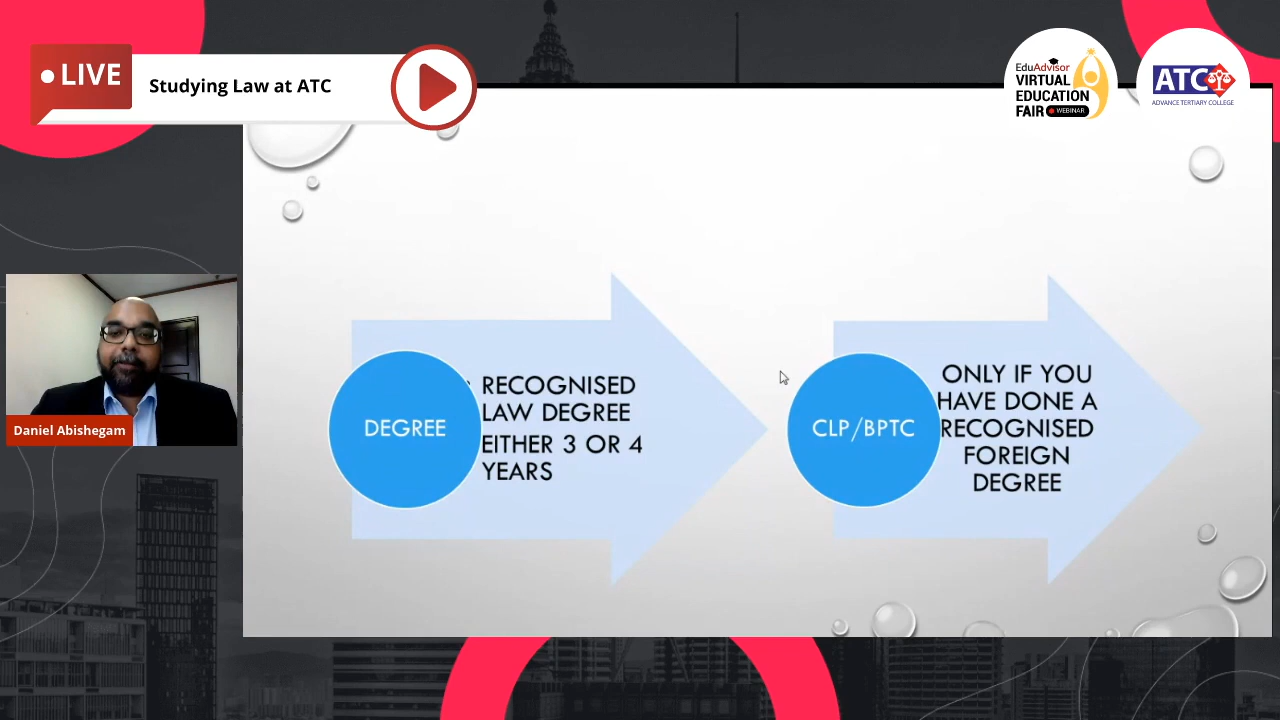 LIVE
Studying Law at ATC
EduAdvisor
VIRTUAL
EDUCATION
FAIR WEBINAR
ATC
ADVANCE TERTIARY COLLEGE
DEGREE
RECOGNISED
LAW DEGREE
EITHER 3 OR 4
YEARS
CLP/BPTC
ONLY IF YOU
HAVE DONE A
RECOGNISED
FOREIGN
DEGREE
Daniel Abishegam